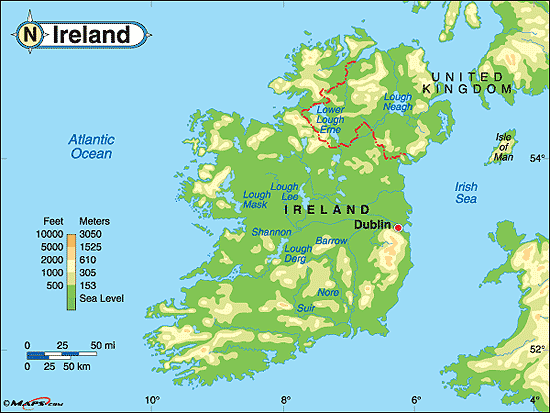 N Ireland
UNITED
KINGDOM
Lough
Neagh
Lower
Lough
Erne
Atlantic
Ocean
Isle
of
Man
54°
Lough
Ree
Lough
Mask
Irish
Sea
IRELAND
Dublin
Shannon
Barrow
Lough
Derg
Feet Meters
10000 3050
5000 1525
2000 610
1000 305
500 153
Sea Level
Nore
Suir
0 25 50 mi
0 25 50 km
52°
10° 8° 6° 4°
©Maps.com